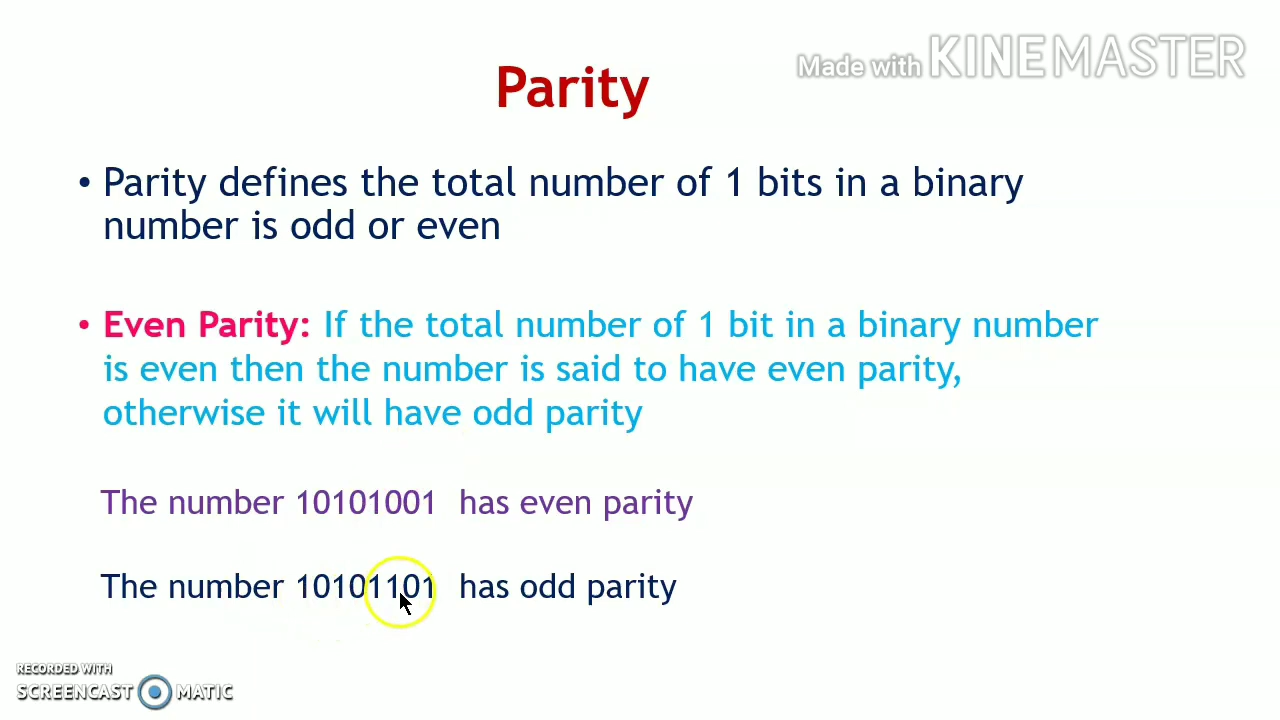 Made with KINEMASTER
Parity
• Parity defines the total number of 1 bits in a binary
number is odd or even
• Even Parity: If the total number of 1 bit in a binary number
is even then the number is said to have even parity,
otherwise it will have odd parity
The number 10101001 has even parity
The number 10101101 has odd parity
RECORDED WITH
SCREENCAST MATIC